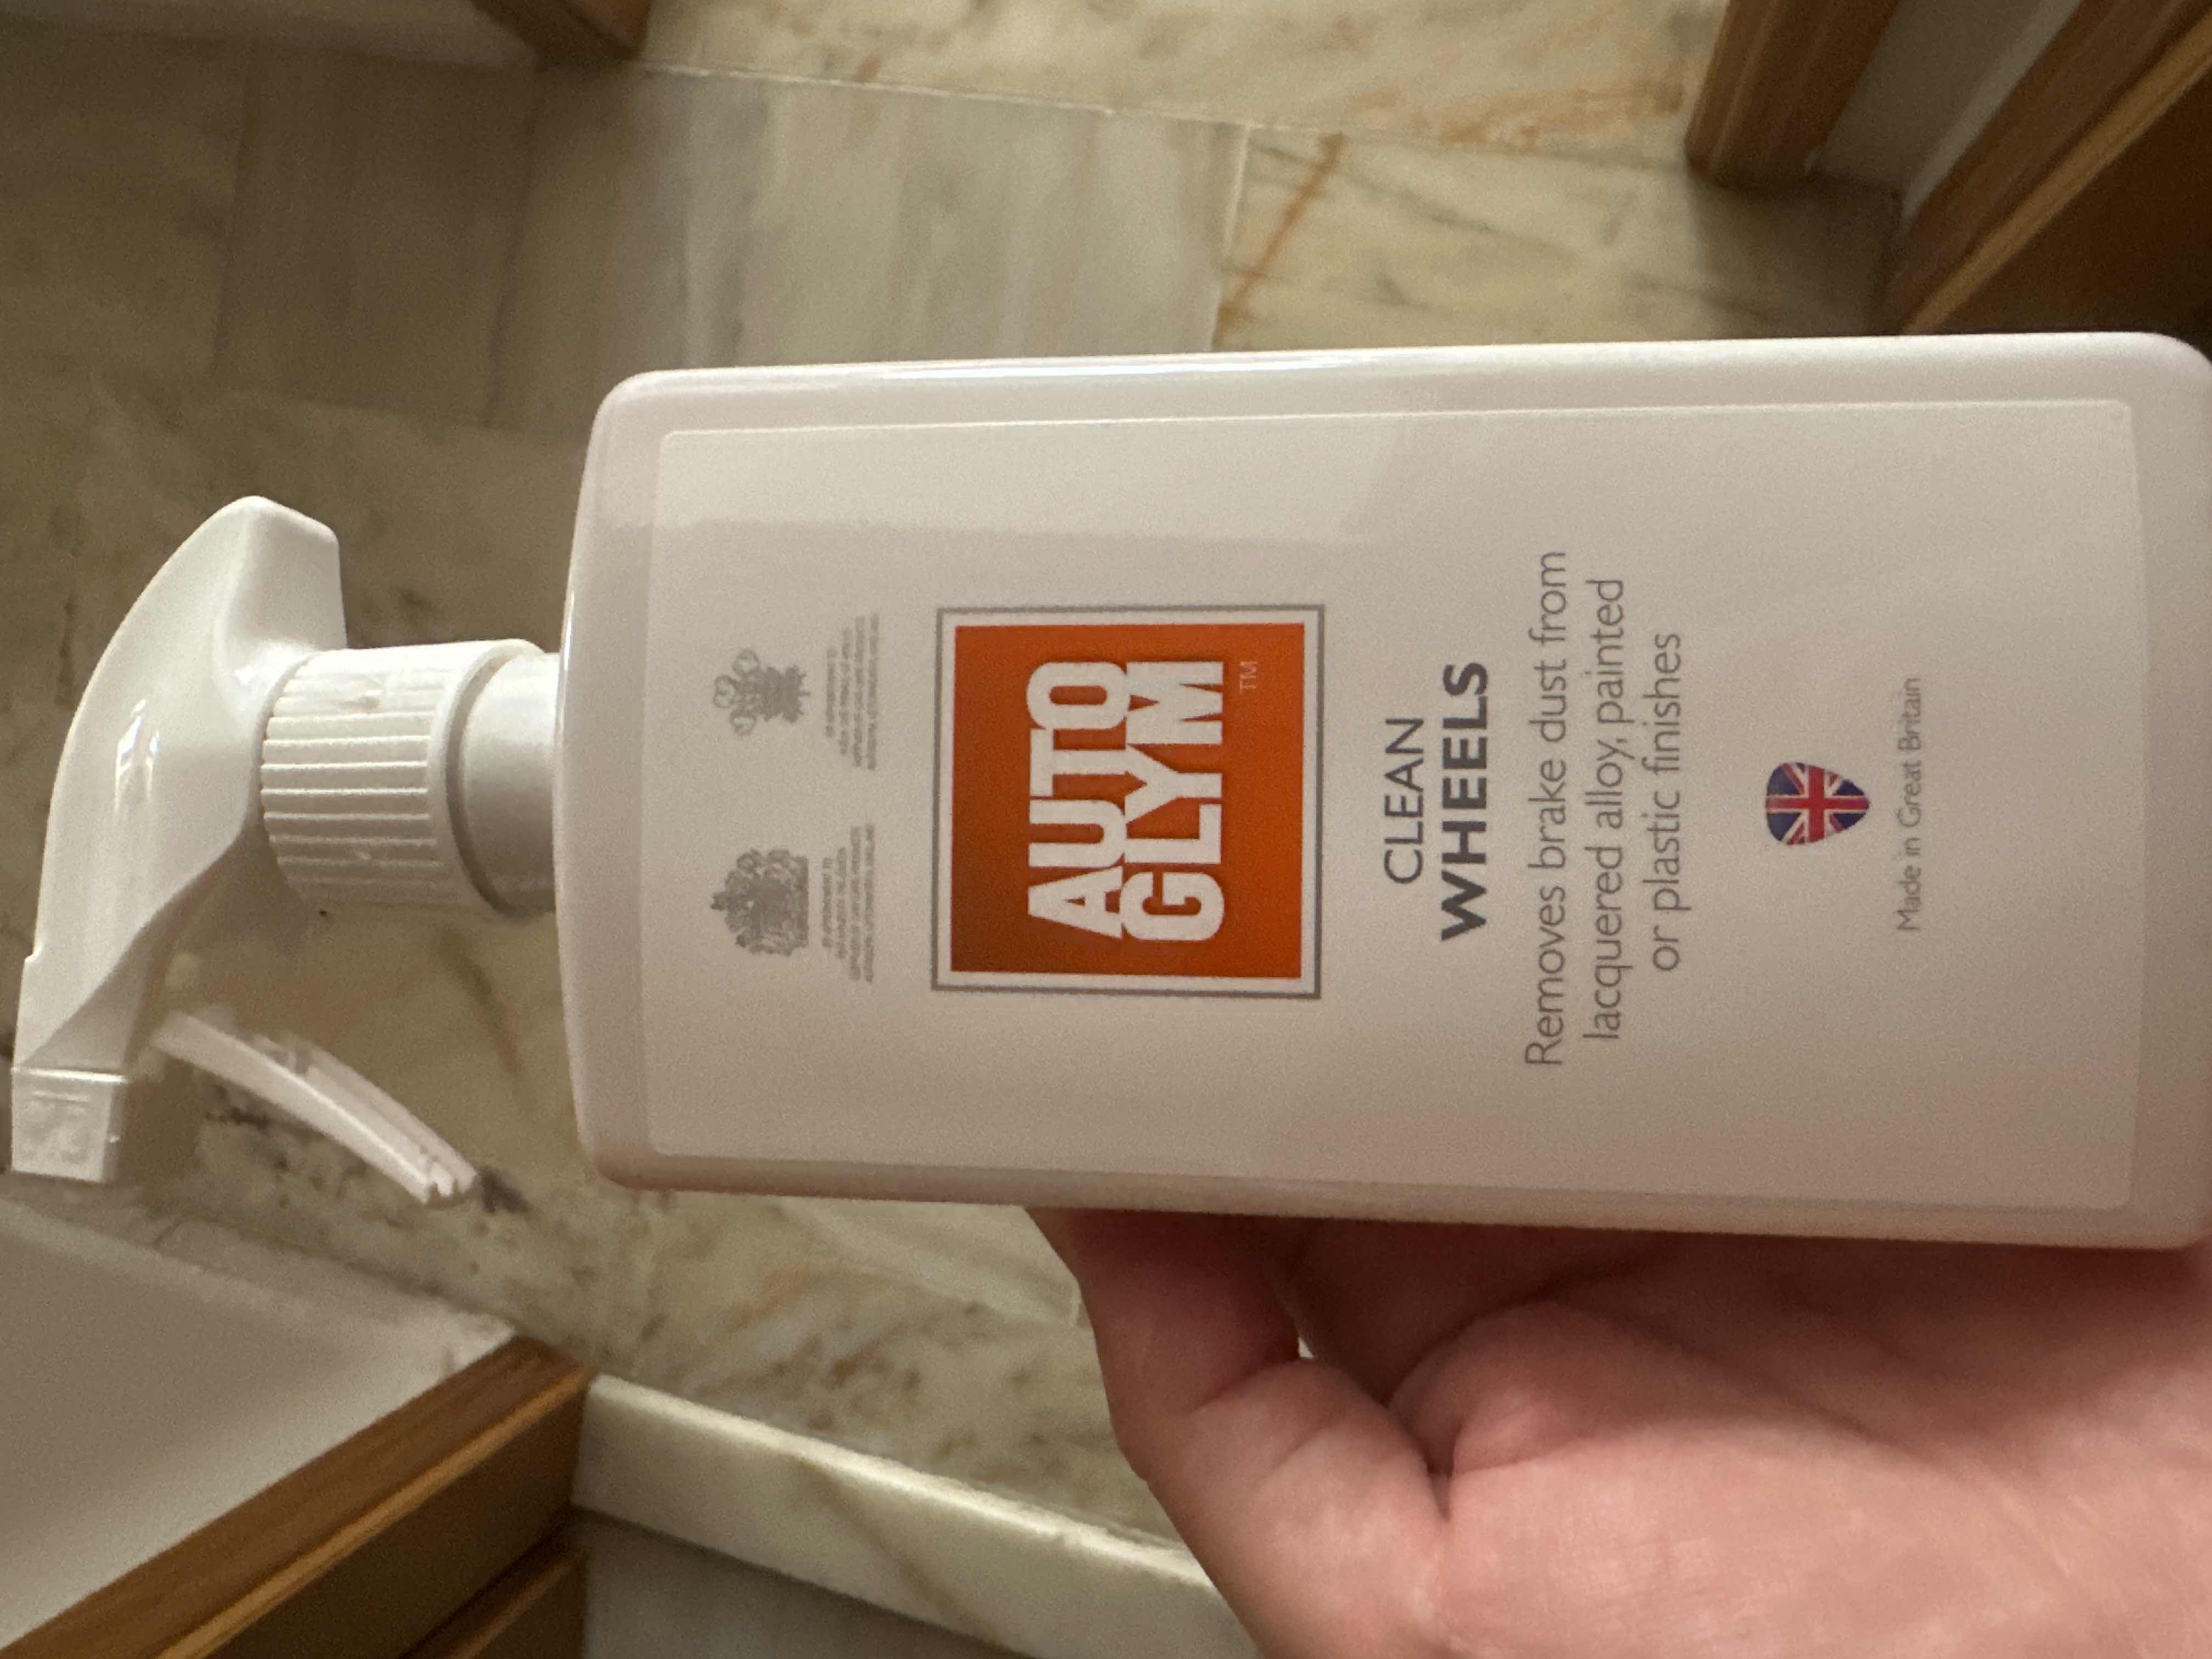 AUTO
GLYM
TM
CLEAN
WHEELS
Removes brake dust from
lacquered alloy, painted
or plastic finishes
Made in Great Britain